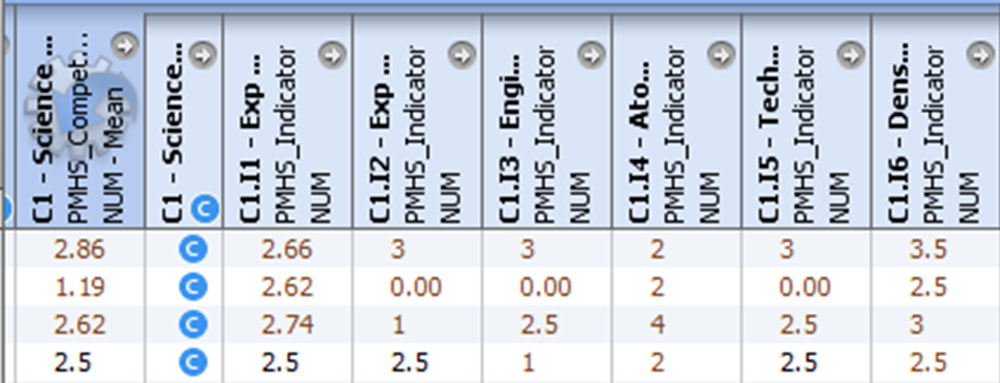 C1 - Science ...
PMHS_Compet...
NUM - Mean
C1 - Science...
C
C1.I1 - Exp ...
PMHS_Indicator
NUM
C1.I2 - Exp ...
PMHS_Indicator
NUM
C1.I3 - Engi...
PMHS_Indicator
NUM
C1.I4 - Ato...
PMHS_Indicator
NUM
C1.I5 - Tech...
PMHS_Indicator
NUM
C1.I6 - Dens...
PMHS_Indicator
NUM
2.86 C 2.66 3 3 2 3 3.5
1.19 C 2.62 0.00 0.00 2 0.00 2.5
2.62 C 2.74 1 2.5 4 2.5 3
2.5 C 2.5 2.5 1 2 2.5 2.5